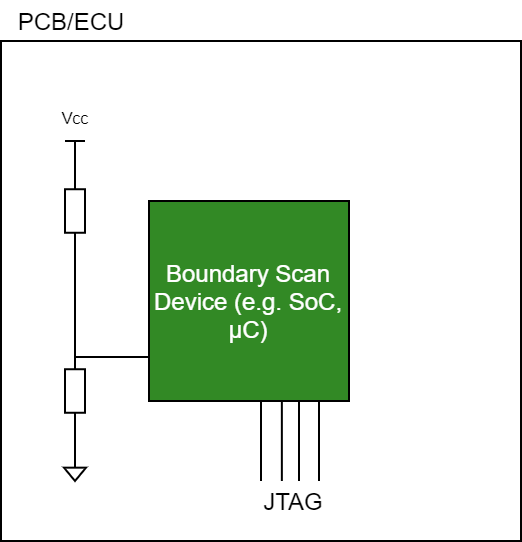 PCB/ECU
Vcc
Boundary Scan
Device (e.g. SoC,
µC)
JTAG